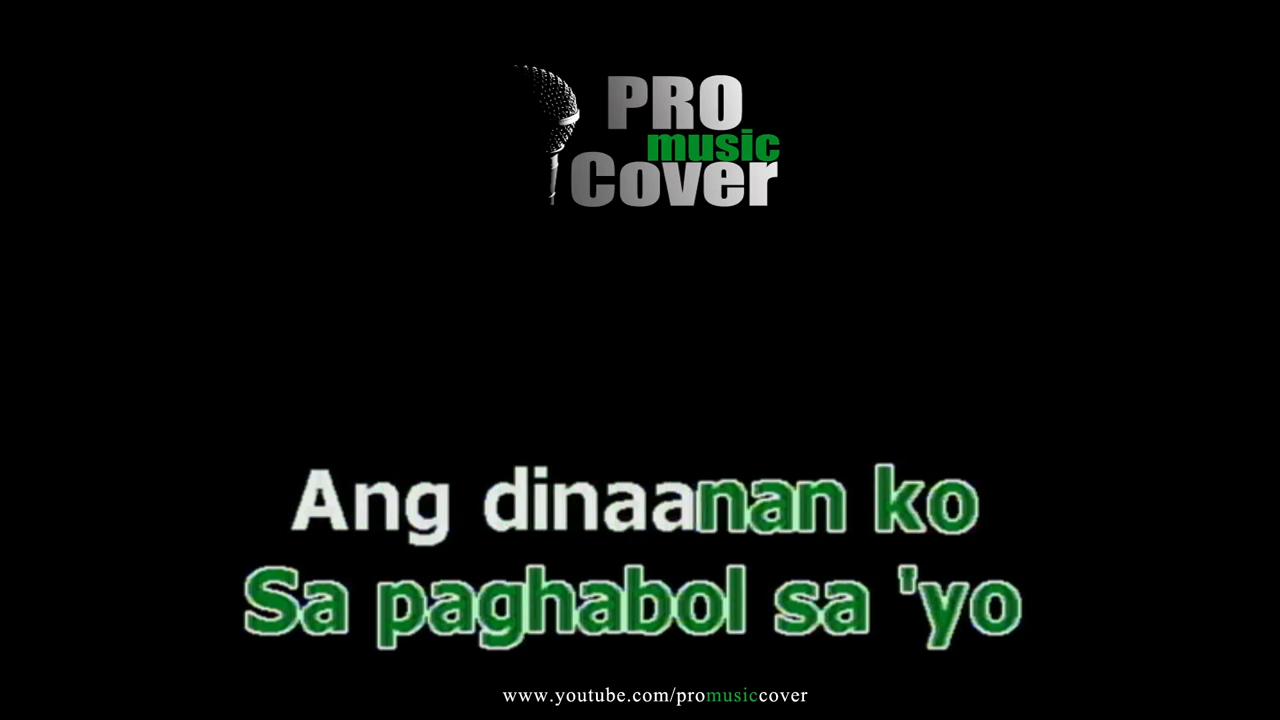 PRO
music
Cover
Ang dinaanan ko
Sa paghabol sa 'yo
www.youtube.com/promusiccover